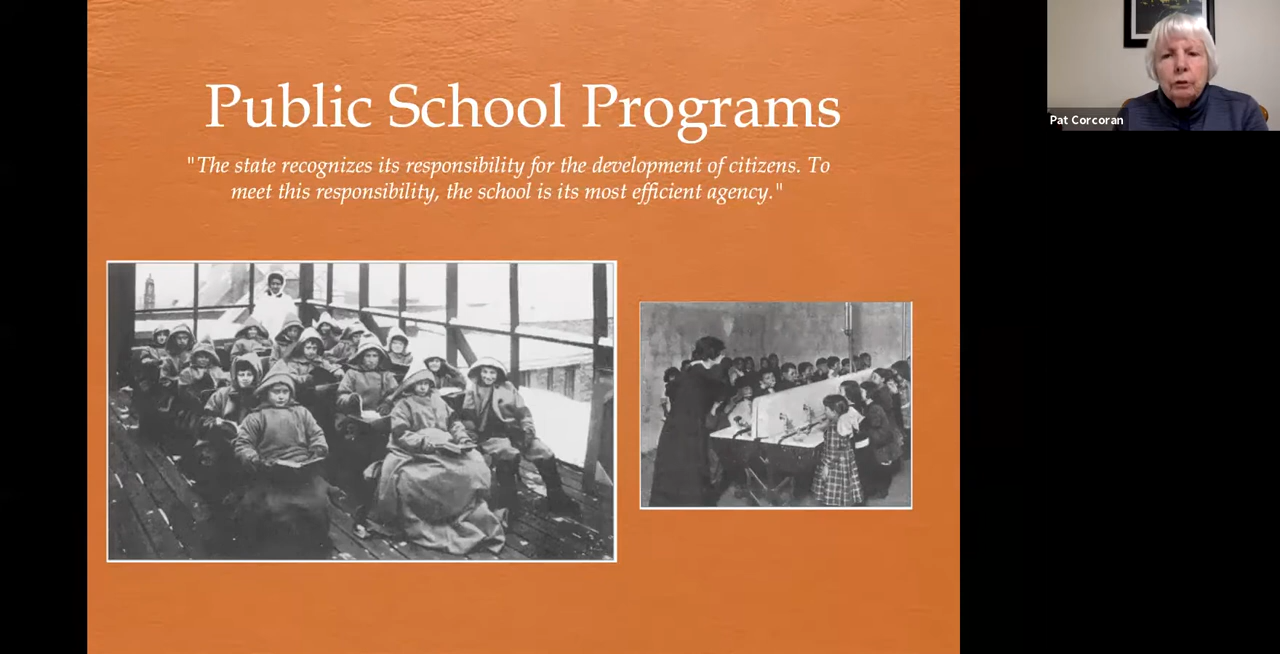 Public School Programs
"The state recognizes its responsibility for the development of citizens. To
meet this responsibility, the school is its most efficient agency."
Pat Corcoran